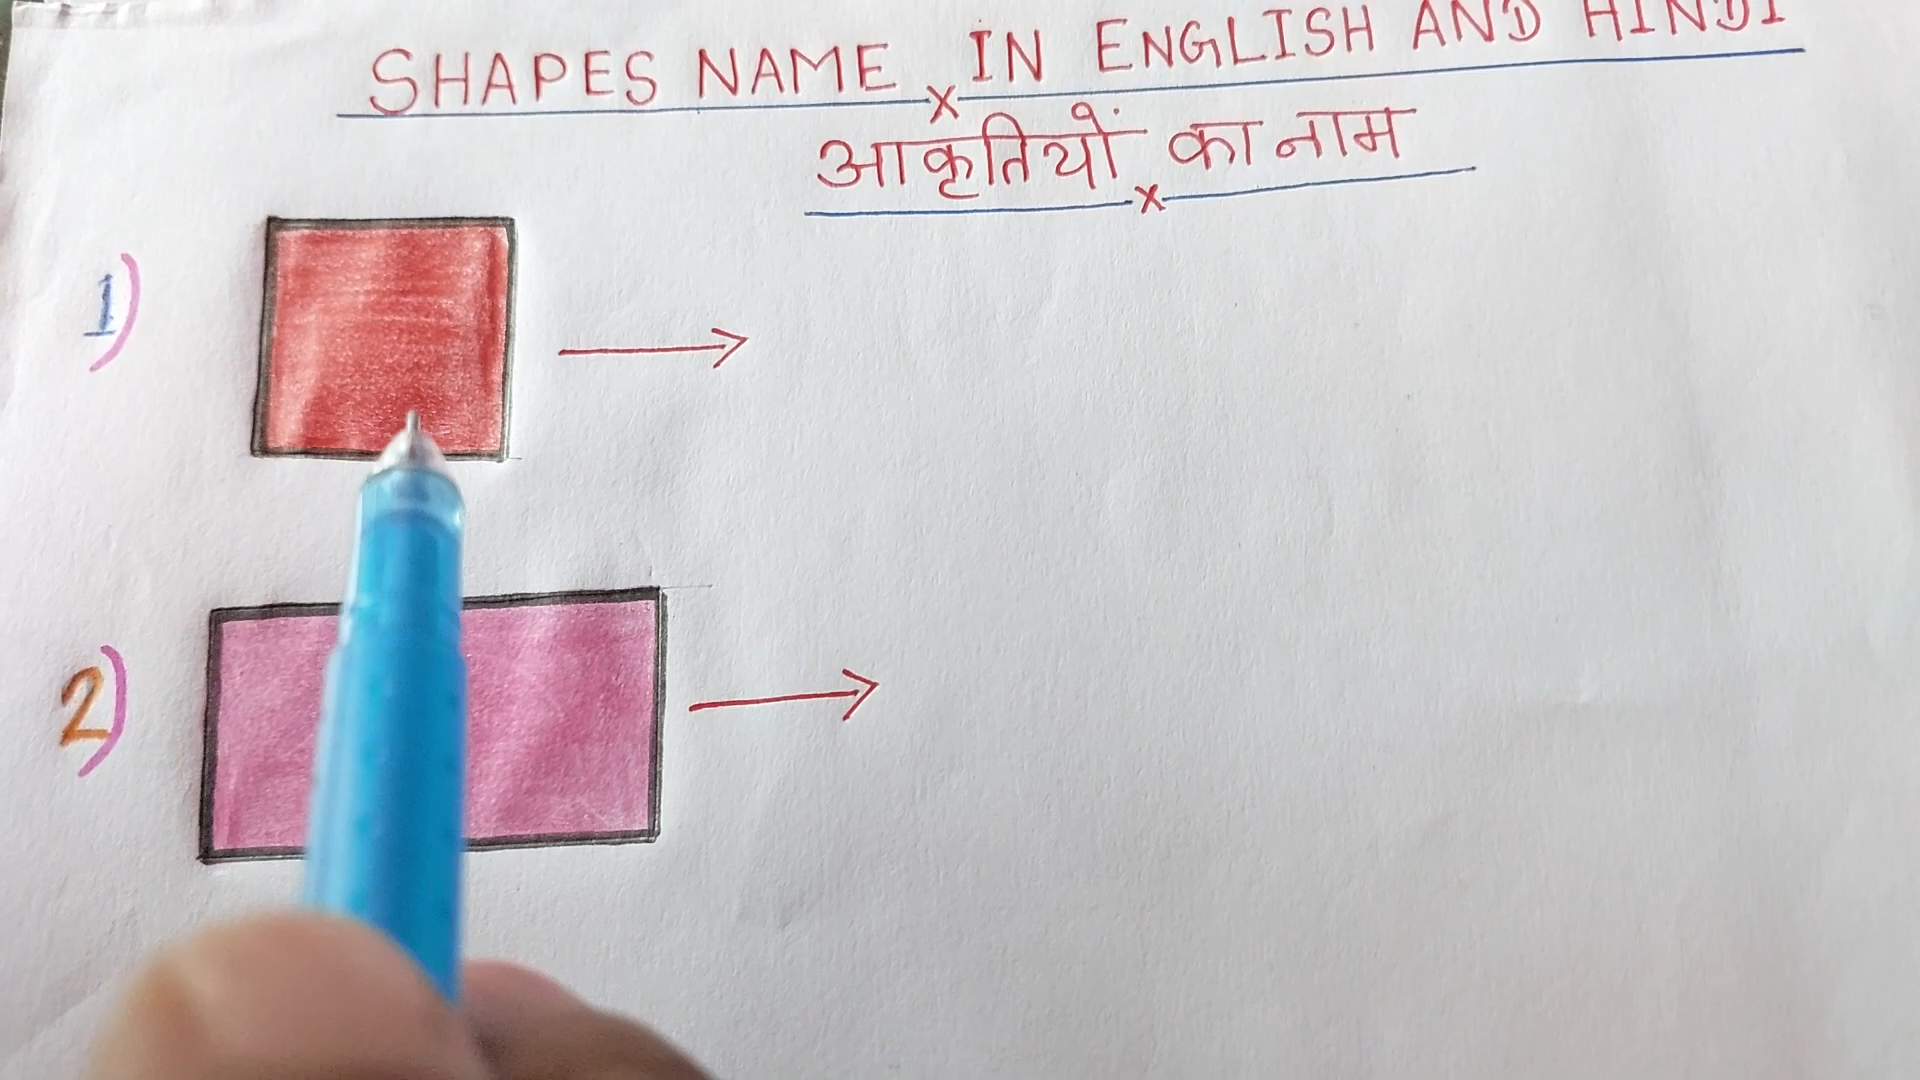 SHAPES NAME IN ENGLISH AND HINDI
आकृतियों का नाम
1)
2)